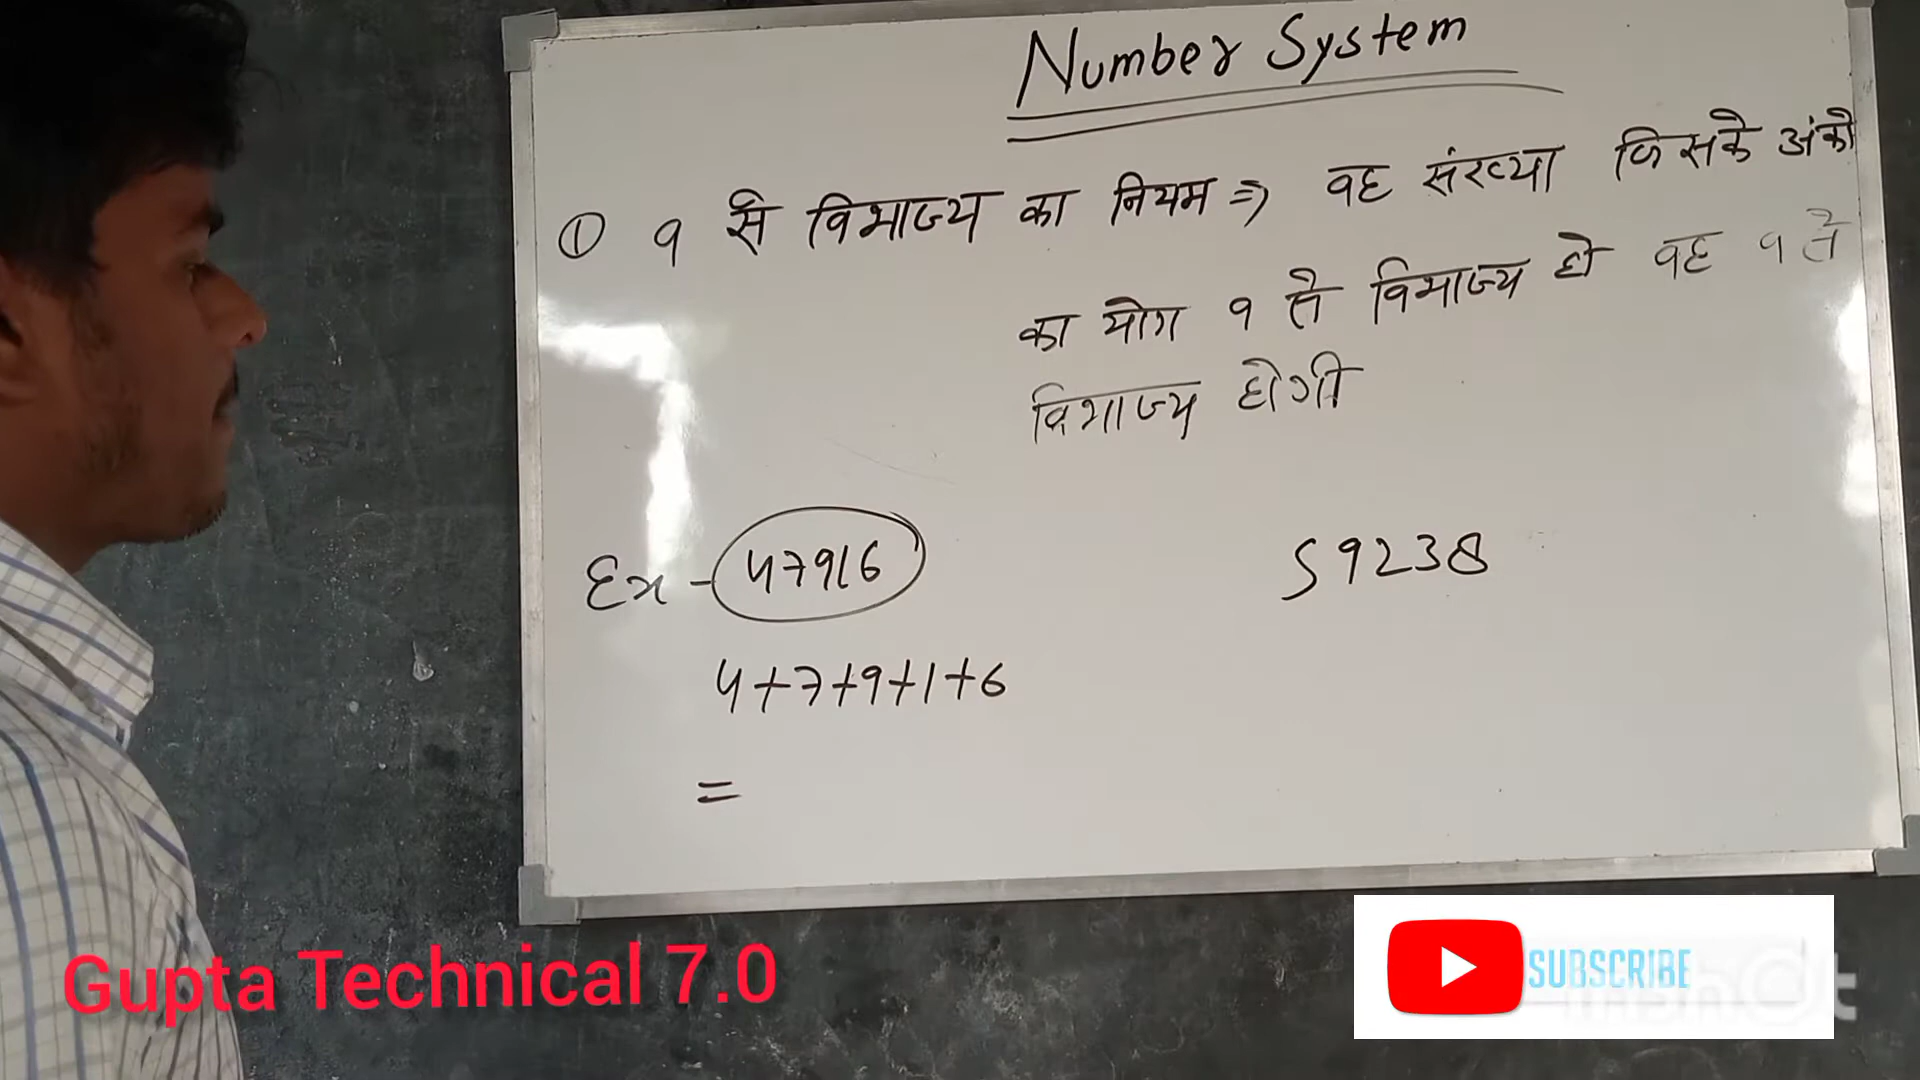 Number System
① 9 से विभाज्य का नियम ⇒ वह संख्या जिसके अंको
का योग 9 से विभाज्य हो वह 9 से
विभाज्य होगी
Ex - 47916
59238
4+7+9+1+6
=
Gupta Technical 7.0
SUBSCRIBE